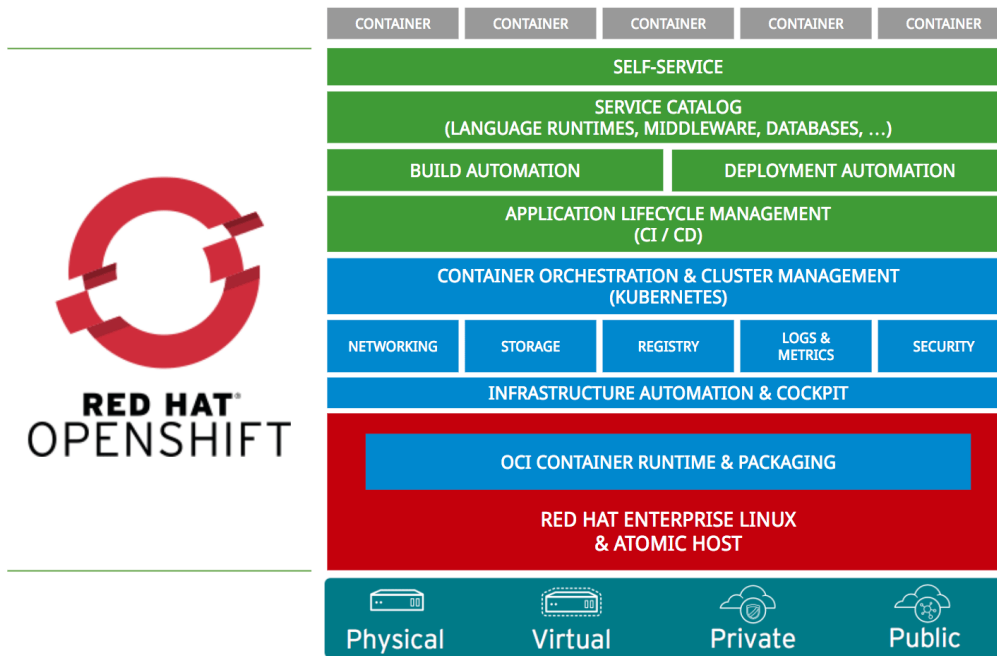 CONTAINER CONTAINER CONTAINER CONTAINER CONTAINER
SELF-SERVICE
SERVICE CATALOG
(LANGUAGE RUNTIMES, MIDDLEWARE, DATABASES, …)
BUILD AUTOMATION DEPLOYMENT AUTOMATION
APPLICATION LIFECYCLE MANAGEMENT
(CI / CD)
CONTAINER ORCHESTRATION & CLUSTER MANAGEMENT
(KUBERNETES)
NETWORKING STORAGE REGISTRY LOGS & METRICS SECURITY
INFRASTRUCTURE AUTOMATION & COCKPIT
OCI CONTAINER RUNTIME & PACKAGING
RED HAT ENTERPRISE LINUX
& ATOMIC HOST
Physical Virtual Private Public
RED HAT®
OPENSHIFT